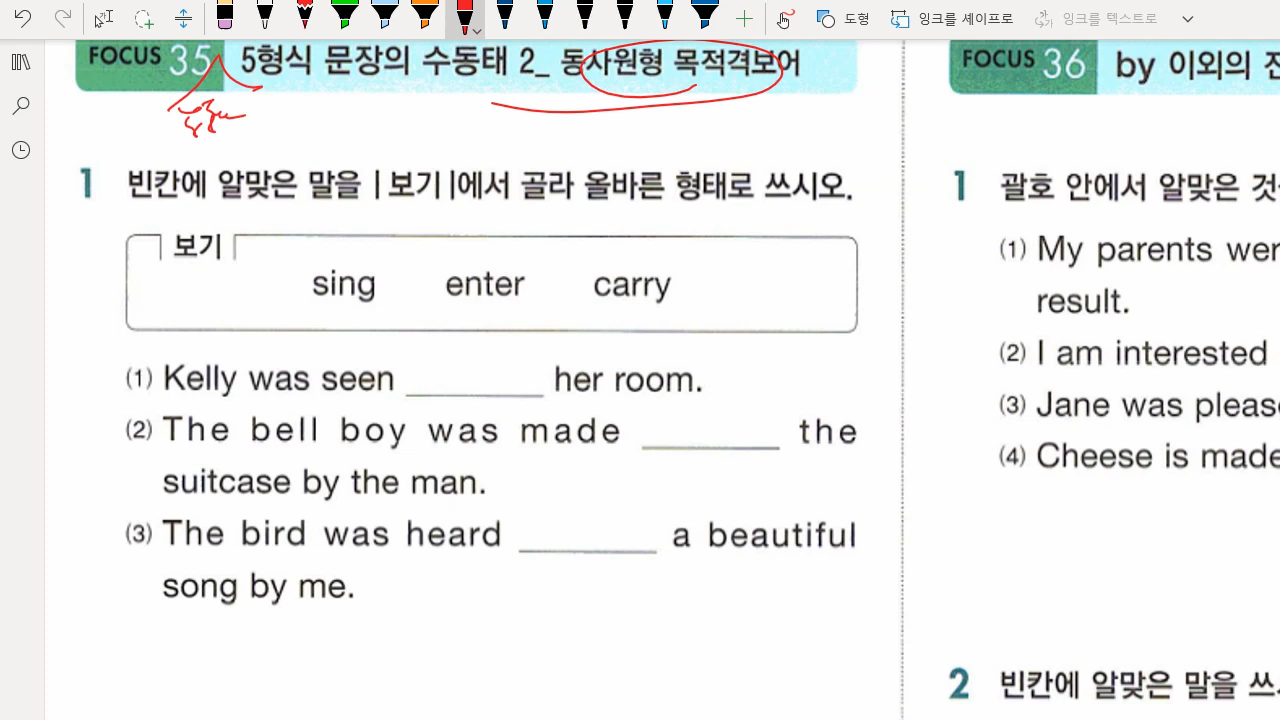 도형
잉크를 셰이프로
잉크를 텍스트로
FOCUS 35 5형식 문장의 수동태 2_ 동사원형 목적격보어
1 빈칸에 알맞은 말을 |보기|에서 골라 올바른 형태로 쓰시오.
보기
sing enter carry
(1) Kelly was seen ________ her room.
(2) The bell boy was made ________ the
suitcase by the man.
(3) The bird was heard ________ a beautiful
song by me.
FOCUS 36 by 이외의
1 괄호 안에서 알맞은
(1) My parents wer
result.
(2) I am interested
(3) Jane was please
(4) Cheese is made
2 빈칸에 알맞은 말을 쓰